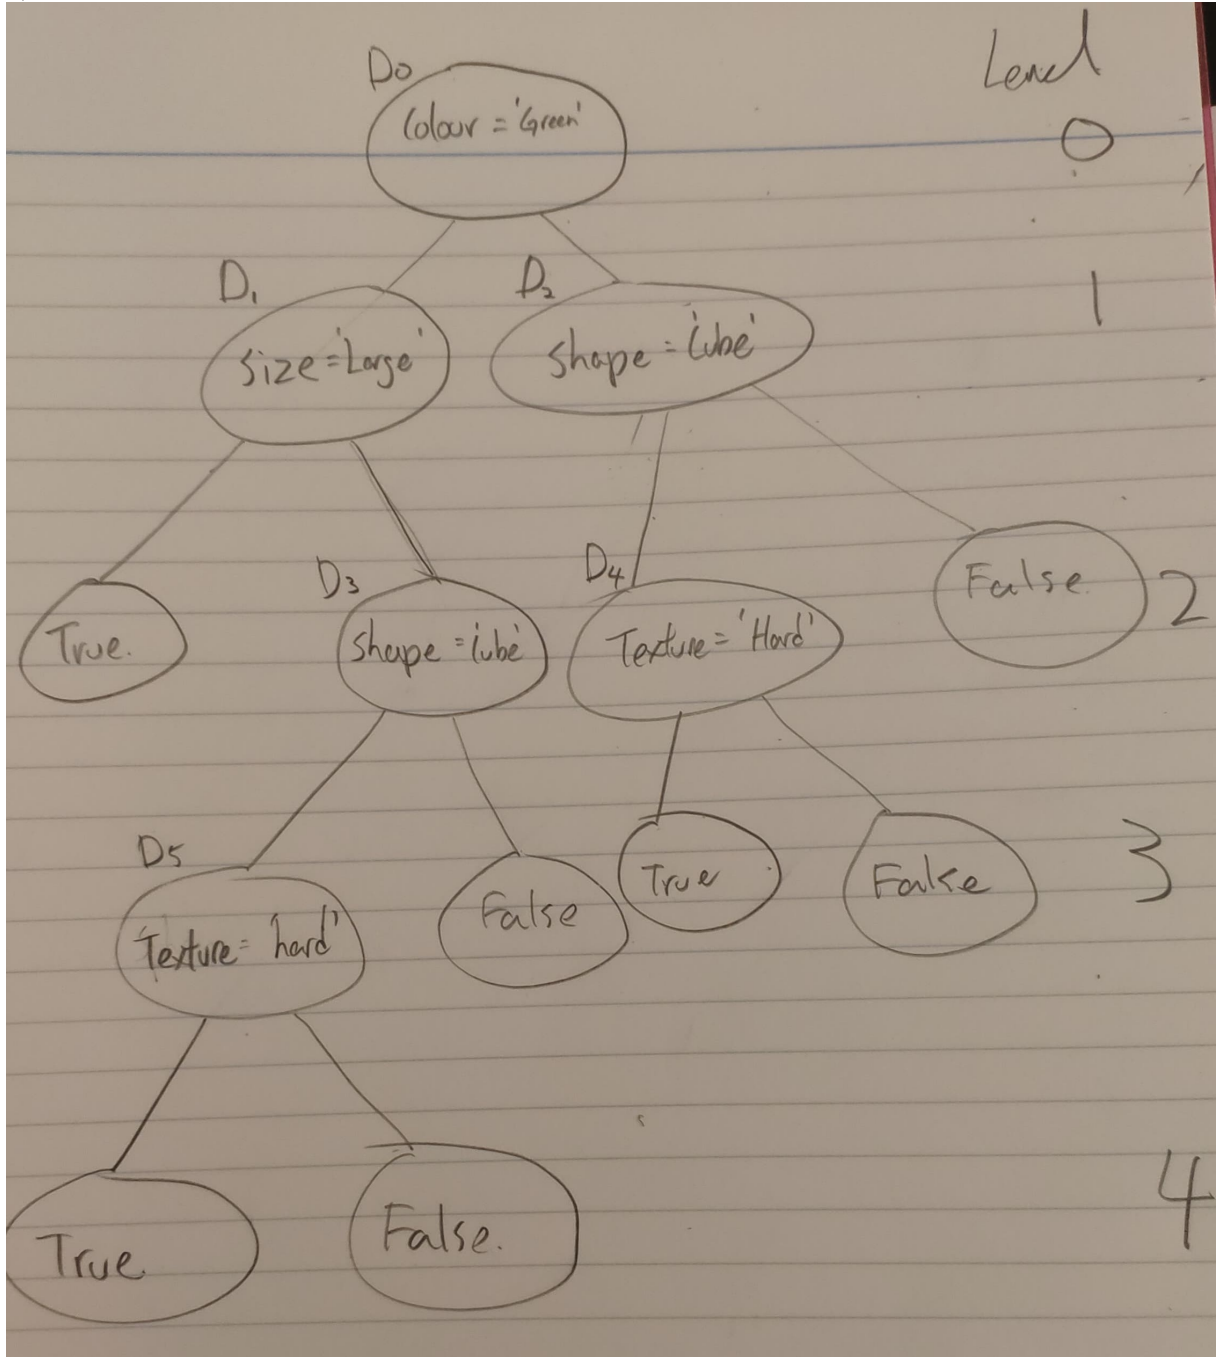 D0
Level
Colour = 'Green'
0
D1
D2
1
Size = 'Large'
Shape = 'Cube'
D3
D4
False.
2
True.
Shape = 'Cube'
Texture = 'Hard'
D5
3
False
True
False
Texture = 'hard'
4
True
False.